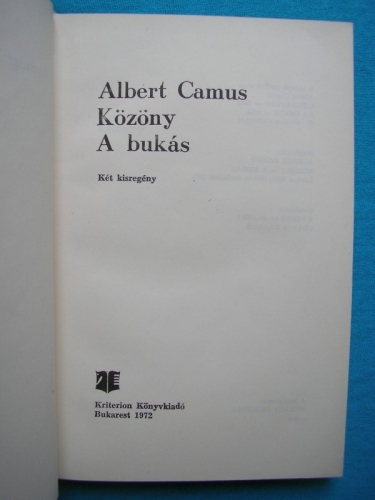 Albert Camus
Közöny
A bukás
Két kisregény
Kriterion Könyvkiadó
Bukarest 1972